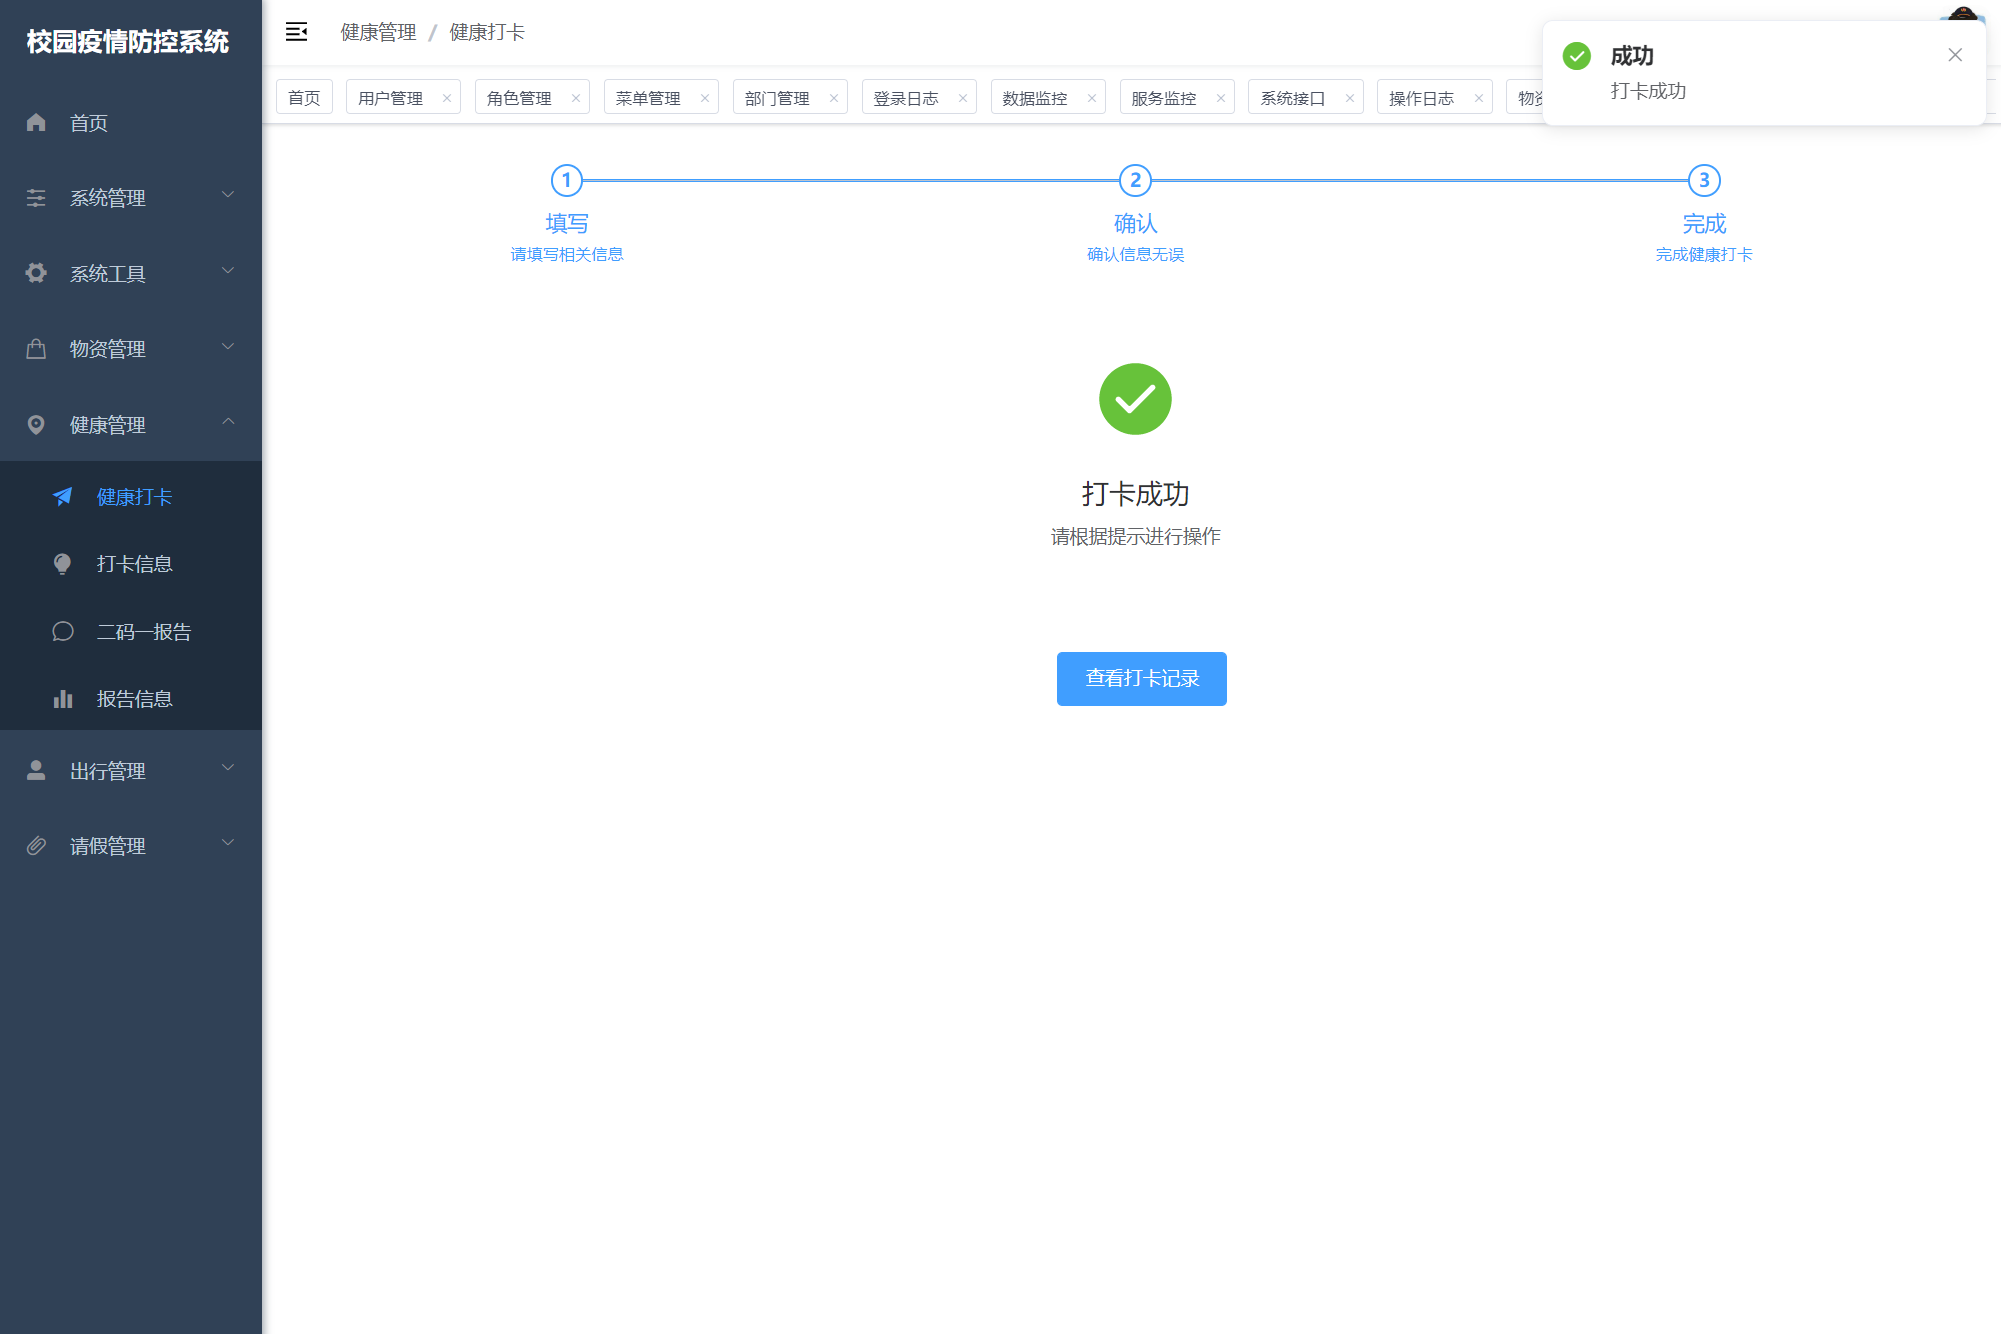 校园疫情防控系统
首页
系统管理
系统工具
物资管理
健康管理
健康打卡
打卡信息
二码一报告
报告信息
出行管理
请假管理
健康管理 / 健康打卡
首页 用户管理 角色管理 菜单管理 部门管理 登录日志 数据监控 服务监控 系统接口 操作日志 物
成功
打卡成功
1 2 3
填写 确认 完成
请填写相关信息 确认信息无误 完成健康打卡
打卡成功
请根据提示进行操作
查看打卡记录